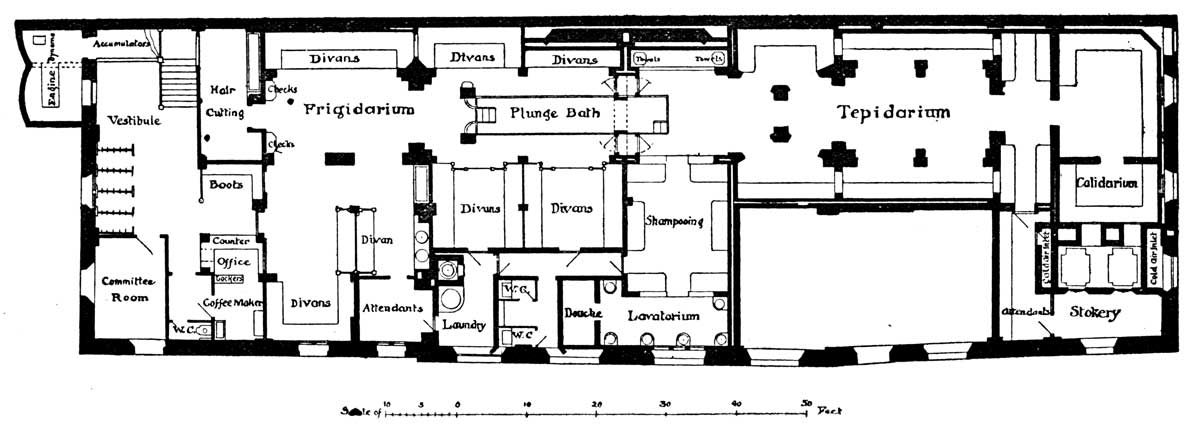 Engine Dynamo
Accumulators
Vestibule
Hair
Cutting
Divans
Divans
Divans
Towels
Towels
Checks
Frigidarium
Plunge Bath
Tepidarium
Checks
Boots
Divans
Divans
Shampooing
Calidarium
Counter
Office
Lockers
Divan
Cold air inlet
Cold air inlet
Committee
Room
Coffee Maker
W.C.
Divans
Attendants
Laundry
W.C.
W.C
Douche
Lavatorium
Attendants
Stokery
Scale of 10 5 0 10 20 30 40 50 Feet